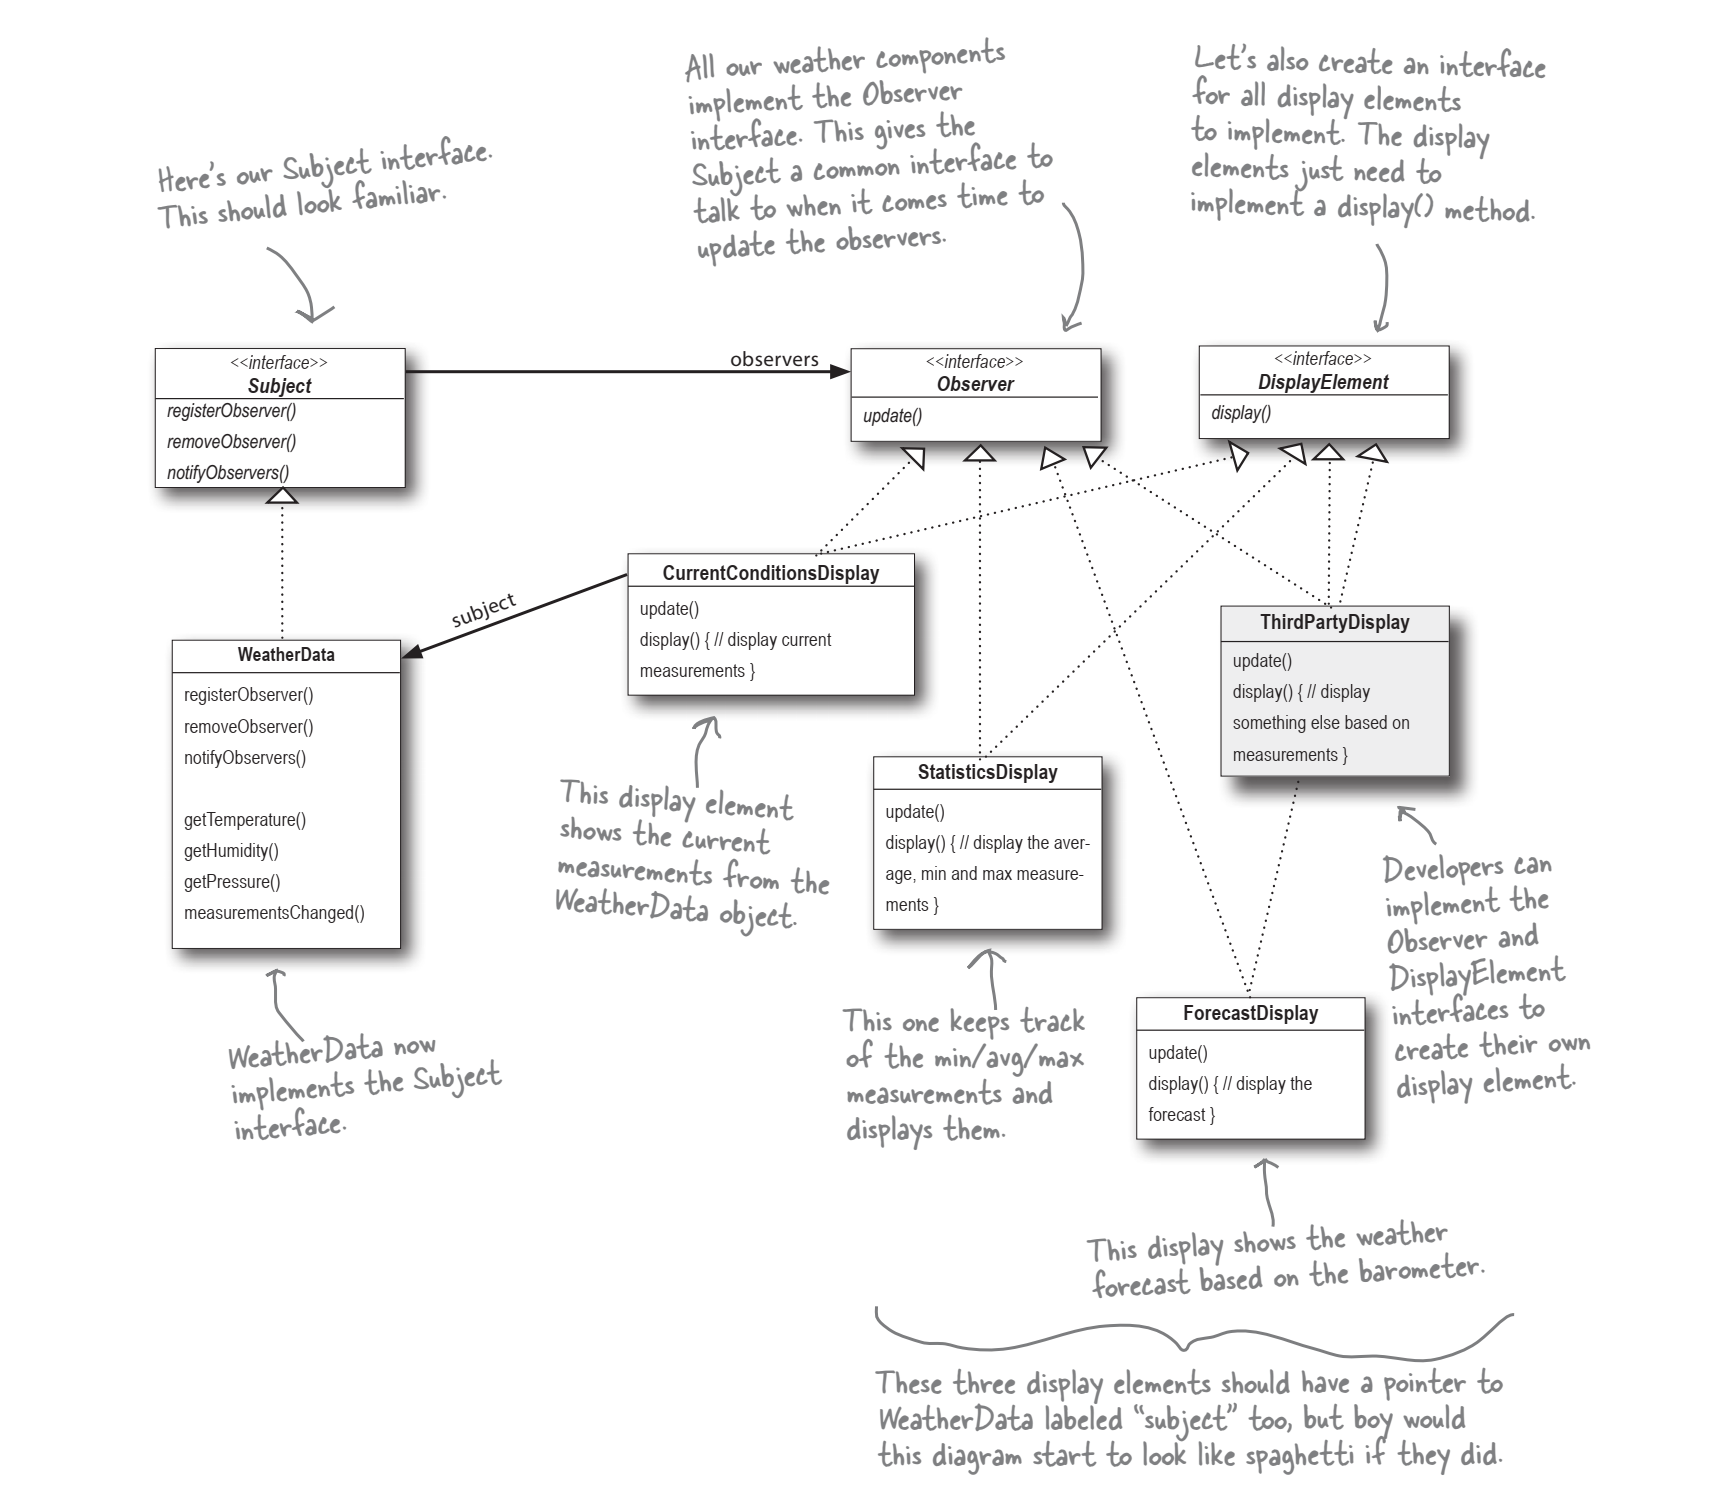 Here's our Subject interface.
This should look familiar.
All our weather components
implement the Observer
interface. This gives the
Subject a common interface to
talk to when it comes time to
update the observers.
Let's also create an interface
for all display elements
to implement. The display
elements just need to
implement a display() method.
<<interface>>
Subject
registerObserver()
removeObserver()
notifyObservers()
observers
<<interface>>
Observer
update()
<<interface>>
DisplayElement
display()
subject
CurrentConditionsDisplay
update()
display() { // display current
measurements }
WeatherData
registerObserver()
removeObserver()
notifyObservers()
getTemperature()
getHumidity()
getPressure()
measurementsChanged()
ThirdPartyDisplay
update()
display() { // display
something else based on
measurements }
This display element
shows the current
measurements from the
WeatherData object.
StatisticsDisplay
update()
display() { // display the aver-
age, min and max measure-
ments }
Developers can
implement the
Observer and
DisplayElement
interfaces to
create their own
display element.
WeatherData now
implements the Subject
interface.
This one keeps track
of the min/avg/max
measurements and
displays them.
ForecastDisplay
update()
display() { // display the
forecast }
This display shows the weather
forecast based on the barometer.
These three display elements should have a pointer to
WeatherData labeled “subject” too, but boy would
this diagram start to look like spaghetti if they did.